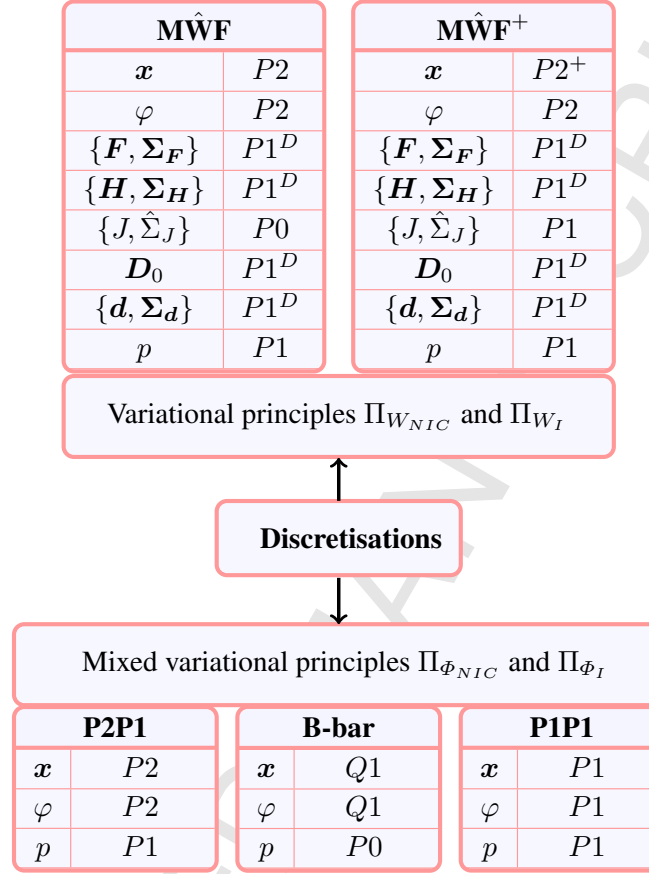 MŴF MŴF⁺
x P2 x P2⁺
φ P2 φ P2
{F, Σ_F} P1^D {F, Σ_F} P1^D
{H, Σ_H} P1^D {H, Σ_H} P1^D
{J, Σ̂_J} P0 {J, Σ̂_J} P1
D₀ P1^D D₀ P1^D
{d, Σ_d} P1^D {d, Σ_d} P1^D
p P1 p P1
Variational principles Π_{W_{NIC}} and Π_{W_I}
Discretisations
Mixed variational principles Π_{Φ_{NIC}} and Π_{Φ_I}
P2P1 B-bar P1P1
x P2 x Q1 x P1
φ P2 φ Q1 φ P1
p P1 p P0 p P1